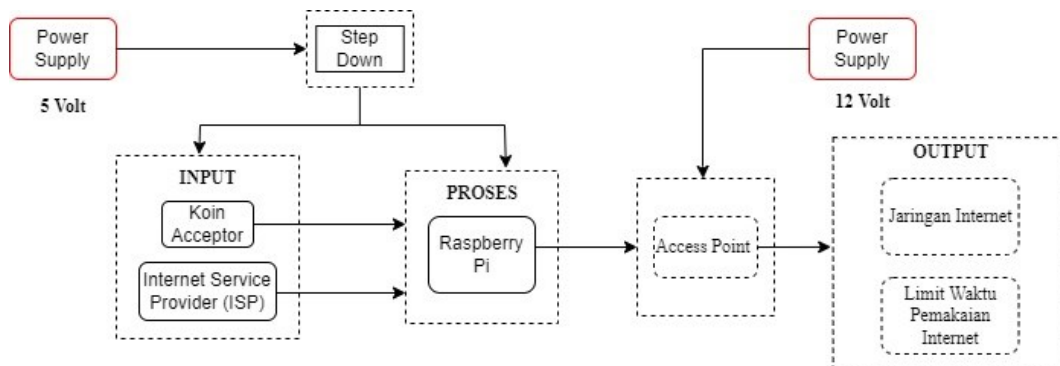 Power
Supply
5 Volt
Step
Down
Power
Supply
12 Volt
INPUT
Koin
Acceptor
Internet Service
Provider (ISP)
PROSES
Raspberry
Pi
Access Point
OUTPUT
Jaringan Internet
Limit Waktu
Pemakaian
Internet